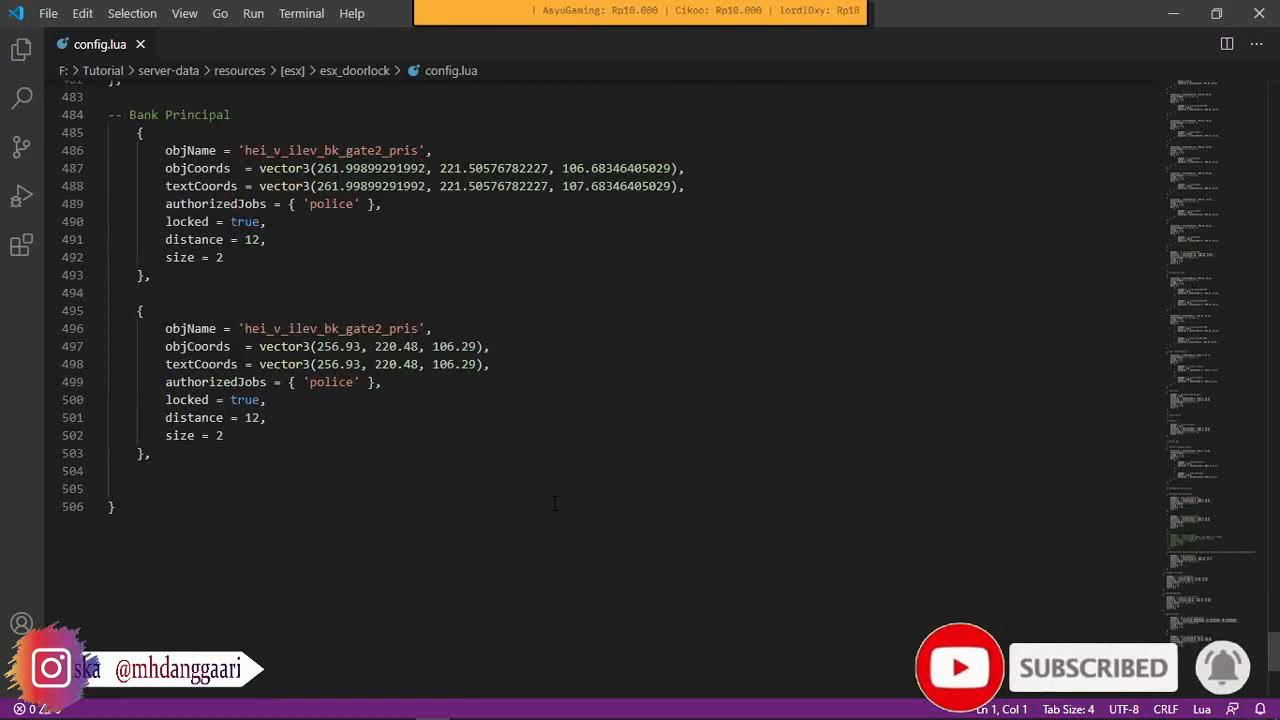 File Edit Selection View Go Run Terminal Help
| AsyuGaming: Rp10.000 | Cikoo: Rp10.000 | lordlOxy: Rp10
config.lua
F: > Tutorial > server-data > resources > [esx] > esx_doorlock > config.lua
482 },
483
484 -- Bank Principal
485 {
486 objName = 'hei_v_ilev_bk_gate2_pris',
487 objCoords  = vector3(261.99899291992, 221.50576782227, 106.68346405029),
488 textCoords = vector3(261.99899291992, 221.50576782227, 107.68346405029),
489 authorizedJobs = { 'police' },
490 locked = true,
491 distance = 12,
492 size = 2
493 },
494
495 {
496 objName = 'hei_v_ilev_bk_gate2_pris',
497 objCoords  = vector3(256.93, 220.48, 106.29),
498 textCoords = vector3(256.93, 220.48, 106.29),
499 authorizedJobs = { 'police' },
500 locked = true,
501 distance = 12,
502 size = 2
503 },
504
505
506 }
ska @mhdanggaari
SUBSCRIBED
0 Ln 1, Col 1 Tab Size: 4 UTF-8 CRLF Lua